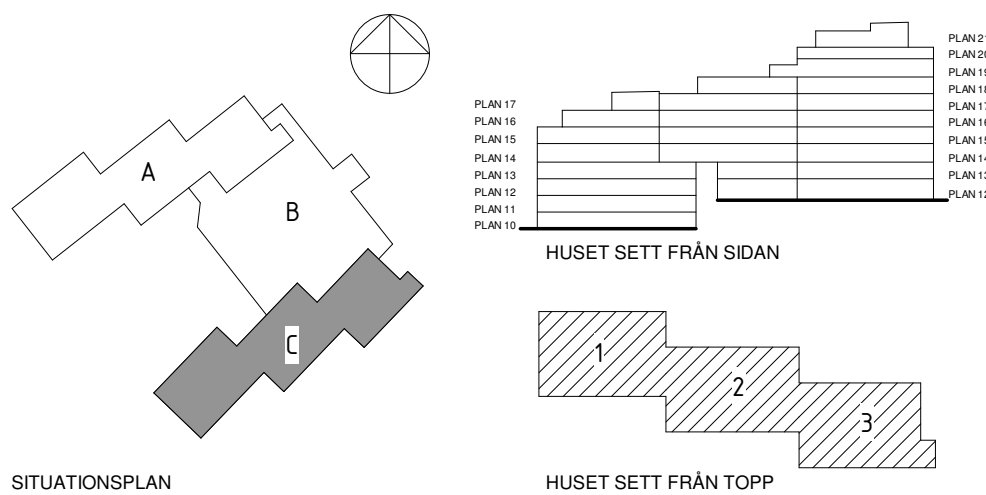 A
B
C
SITUATIONSPLAN
PLAN 17
PLAN 16
PLAN 15
PLAN 14
PLAN 13
PLAN 12
PLAN 11
PLAN 10
PLAN 21
PLAN 20
PLAN 19
PLAN 18
PLAN 17
PLAN 16
PLAN 15
PLAN 14
PLAN 13
PLAN 12
HUSET SETT FRÅN SIDAN
1
2
3
HUSET SETT FRÅN TOPP